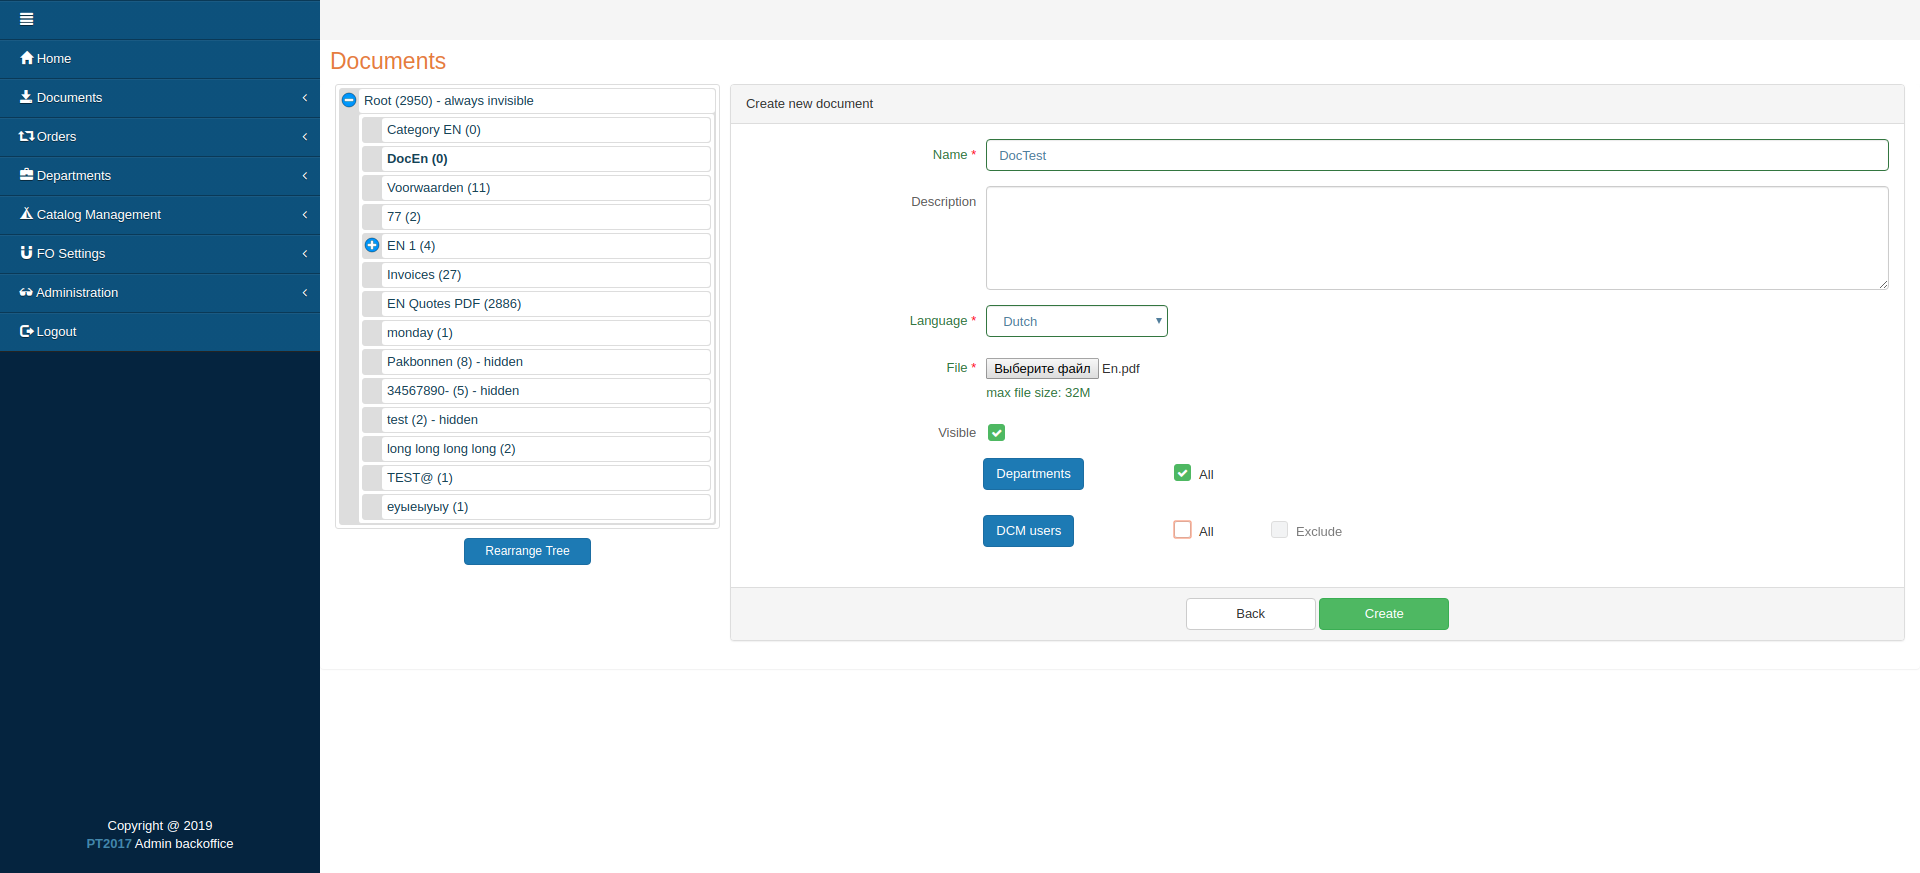 Home
Documents
Orders
Departments
Catalog Management
FO Settings
Administration
Logout
Copyright @ 2019
PT2017 Admin backoffice
Documents
Root (2950) - always invisible
Category EN (0)
DocEn (0)
Voorwaarden (11)
77 (2)
EN 1 (4)
Invoices (27)
EN Quotes PDF (2886)
monday (1)
Pakbonnen (8) - hidden
34567890- (5) - hidden
test (2) - hidden
long long long long (2)
TEST@ (1)
еуыеыуыу (1)
Rearrange Tree
Create new document
Name * DocTest
Description
Language * Dutch
File * Выберите файл En.pdf
max file size: 32M
Visible
Departments All
DCM users All Exclude
Back Create